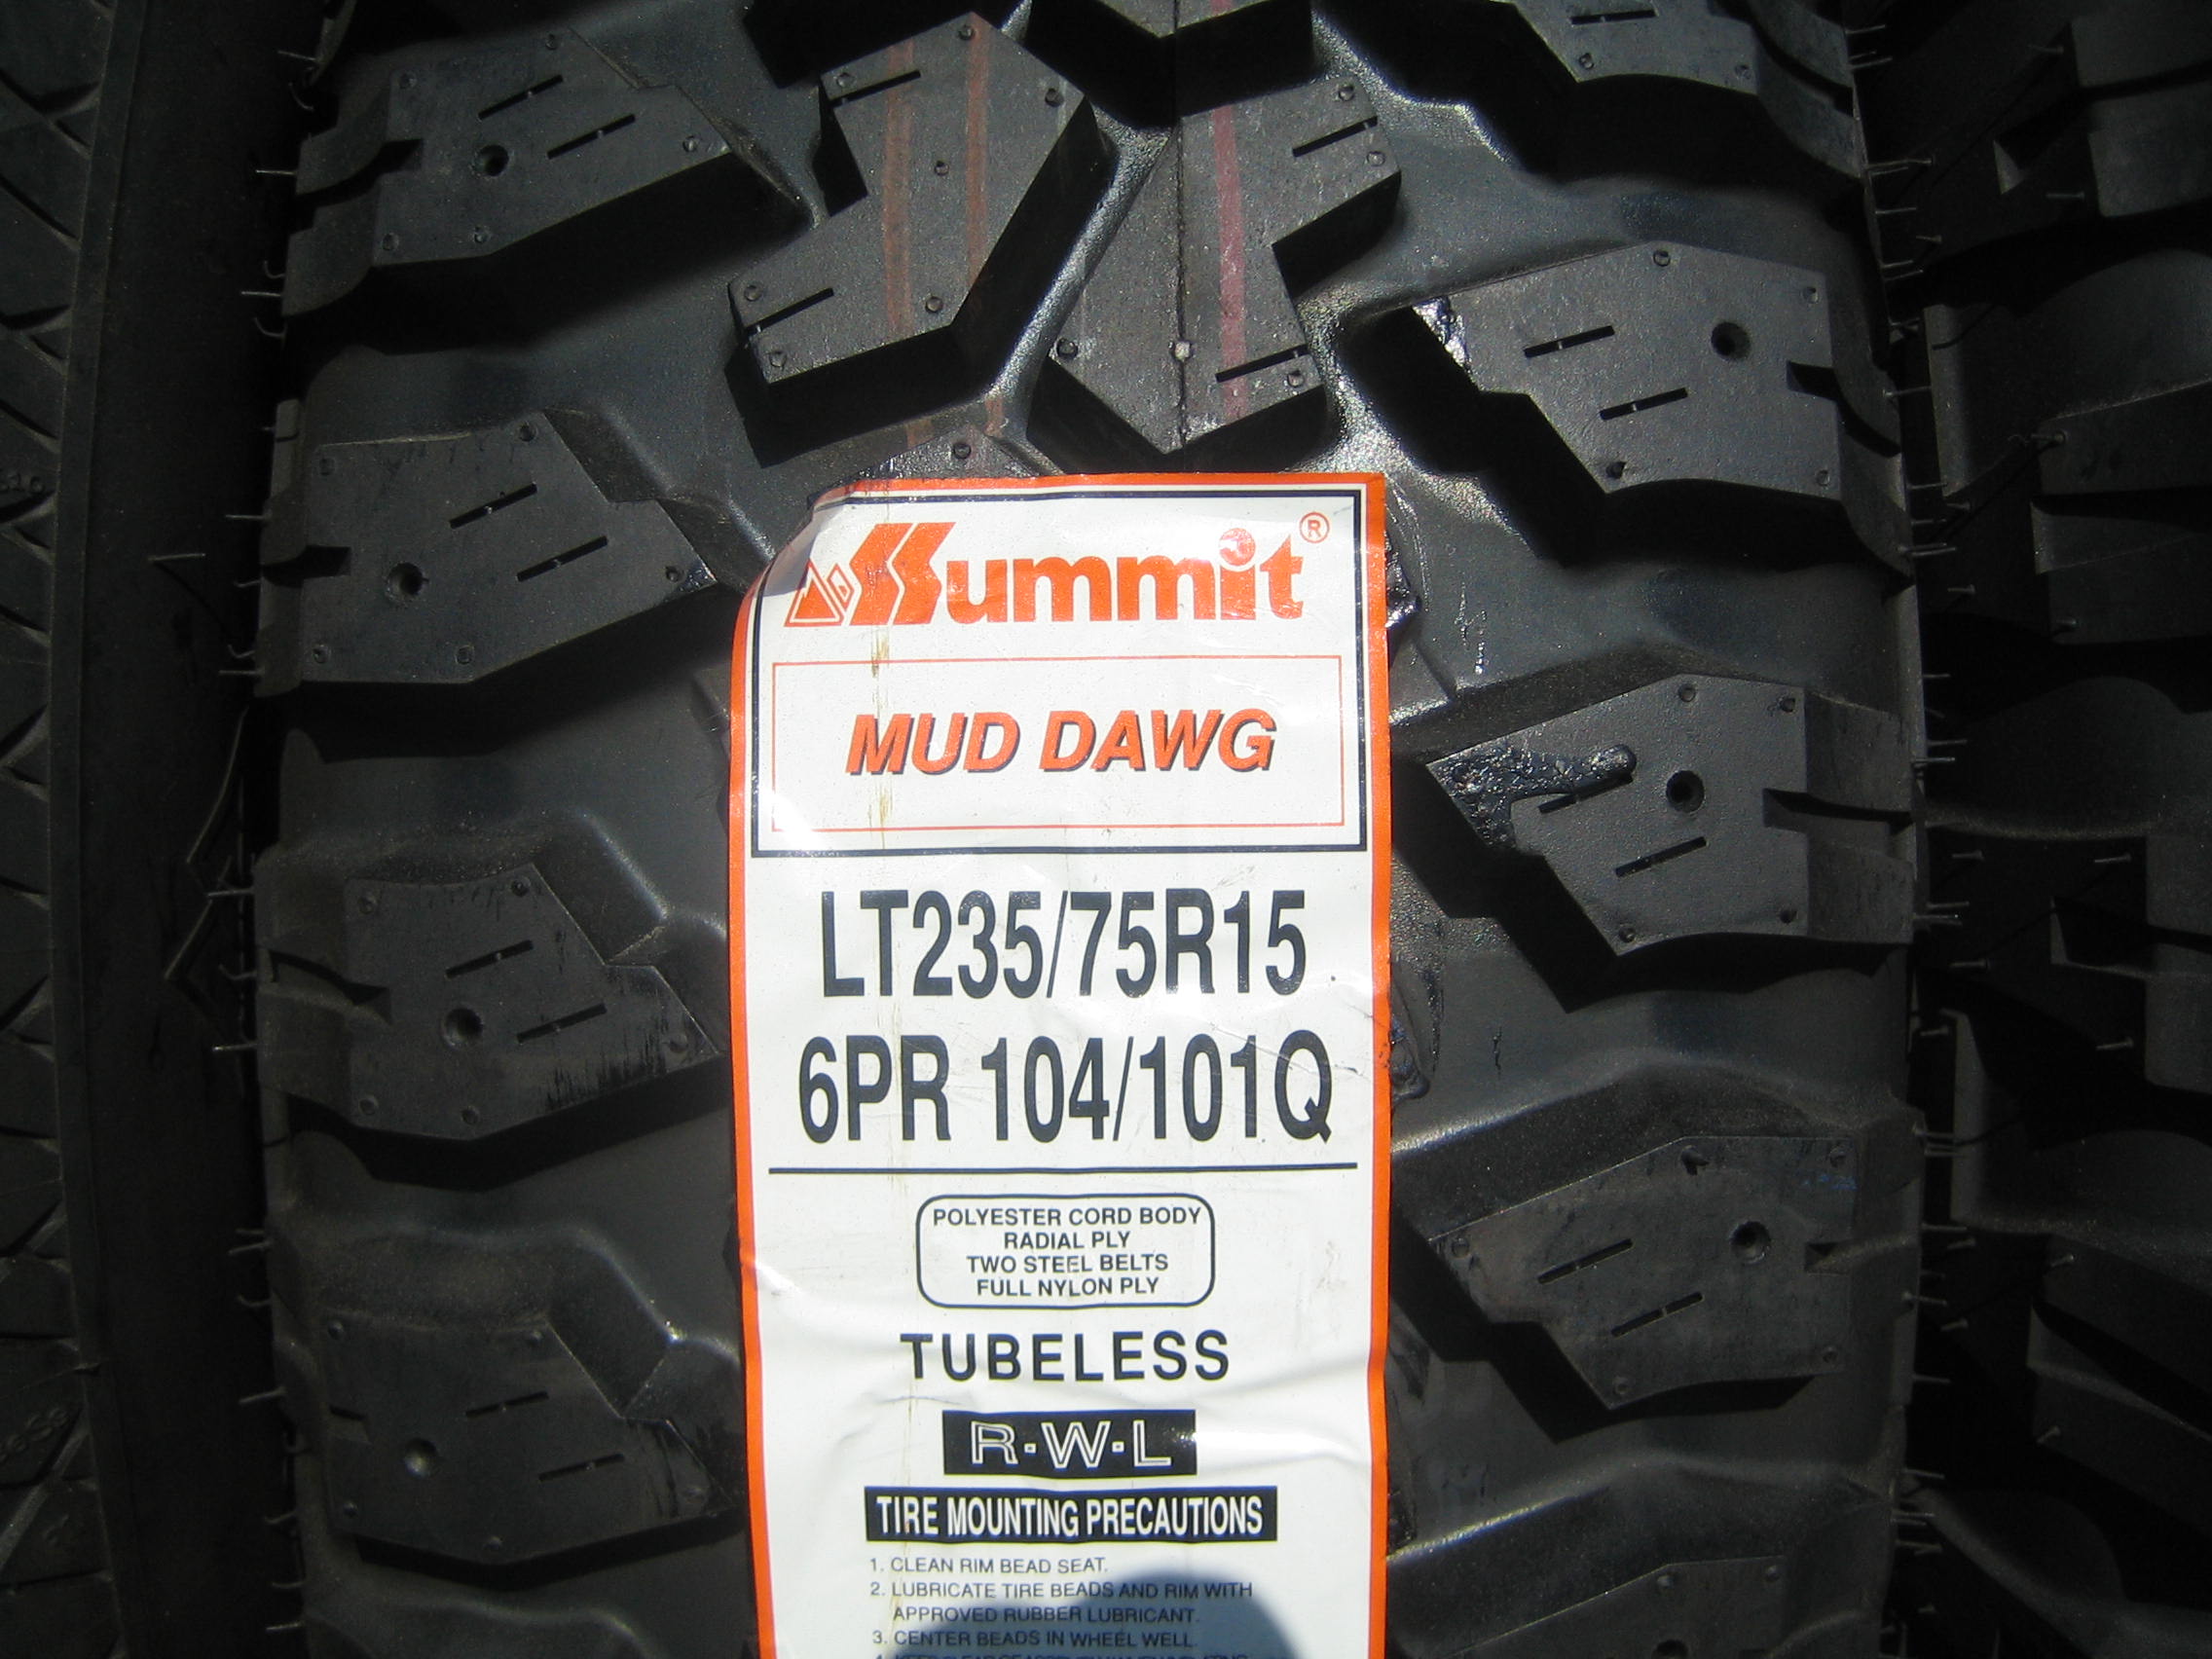 Summit®
MUD DAWG
LT235/75R15
6PR 104/101Q
POLYESTER CORD BODY
RADIAL PLY
TWO STEEL BELTS
FULL NYLON PLY
TUBELESS
R·W·L
TIRE MOUNTING PRECAUTIONS
1. CLEAN RIM BEAD SEAT.
2. LUBRICATE TIRE BEADS AND RIM WITH
APPROVED RUBBER LUBRICANT.
3. CENTER BEADS IN WHEEL WELL.